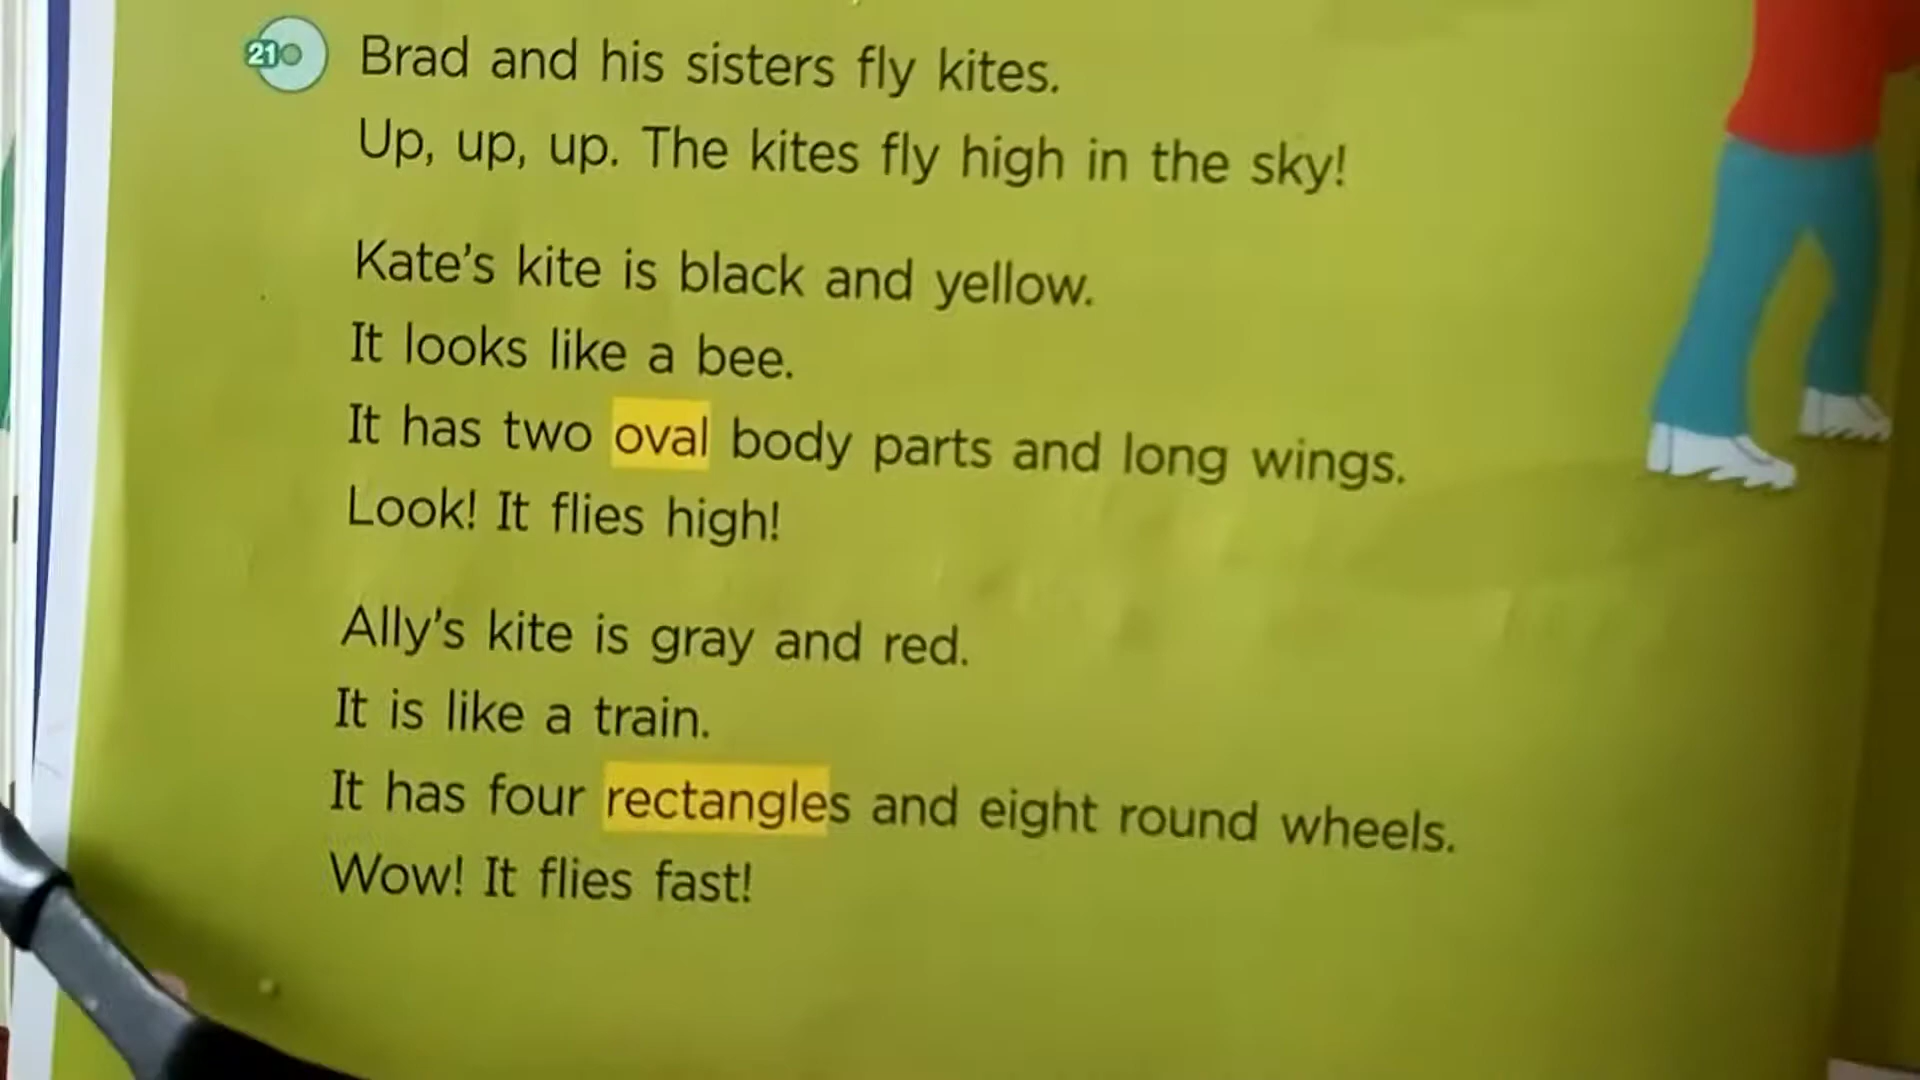 21 Brad and his sisters fly kites.
Up, up, up. The kites fly high in the sky!
Kate's kite is black and yellow.
It looks like a bee.
It has two oval body parts and long wings.
Look! It flies high!
Ally's kite is gray and red.
It is like a train.
It has four rectangles and eight round wheels.
Wow! It flies fast!